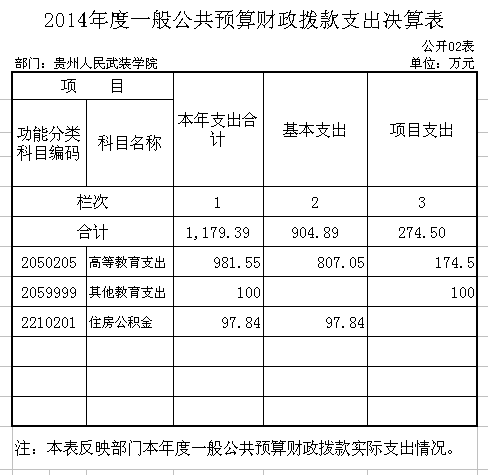 2014年度一般公共预算财政拨款支出决算表
公开02表
部门：贵州人民武装学院 单位：万元
项 目 本年支出合计 基本支出 项目支出
功能分类科目编码 科目名称
栏次 1 2 3
合计 1,179.39 904.89 274.50
2050205 高等教育支出 981.55 807.05 174.5
2059999 其他教育支出 100 100
2210201 住房公积金 97.84 97.84
注：本表反映部门本年度一般公共预算财政拨款实际支出情况。